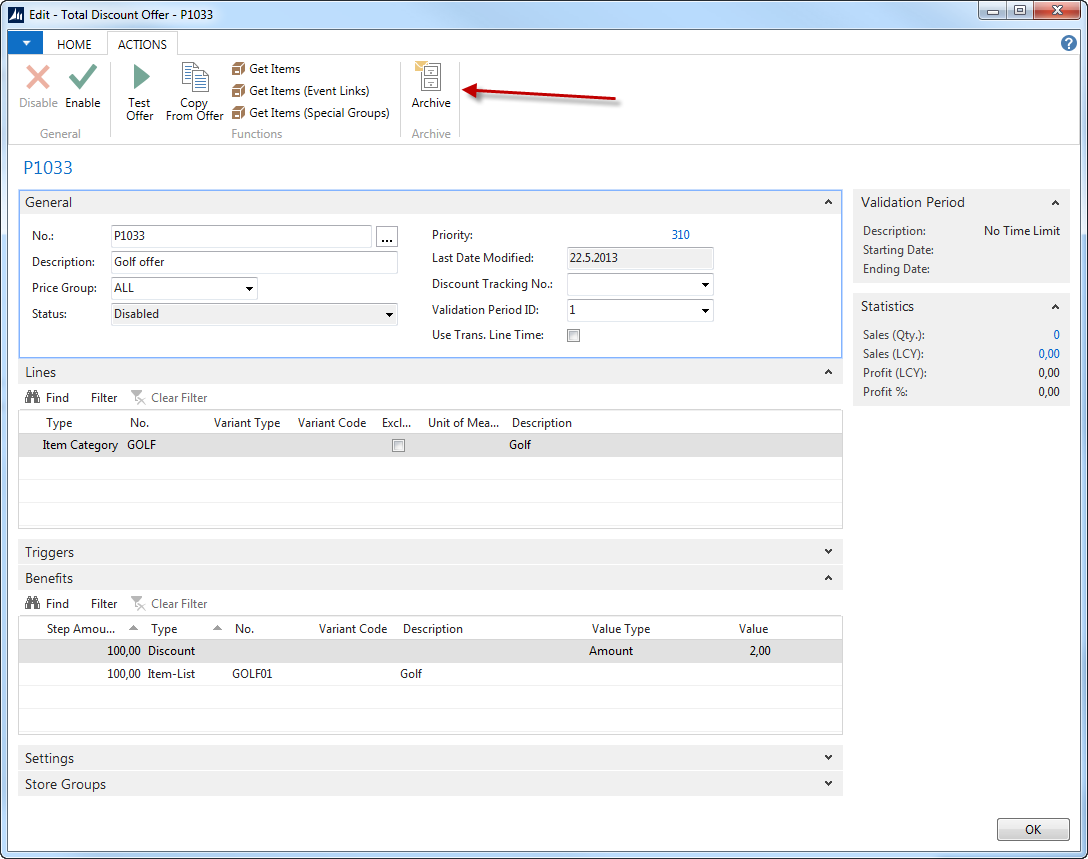 Edit - Total Discount Offer - P1033
HOME ACTIONS
Disable Enable
General
Test Offer
Copy From Offer
Get Items
Get Items (Event Links)
Get Items (Special Groups)
Functions
Archive
Archive
P1033
General
No.: P1033 ...
Description: Golf offer
Price Group: ALL
Status: Disabled
Priority: 310
Last Date Modified: 22.5.2013
Discount Tracking No.:
Validation Period ID: 1
Use Trans. Line Time:
Validation Period
Description: No Time Limit
Starting Date:
Ending Date:
Statistics
Sales (Qty.): 0
Sales (LCY): 0,00
Profit (LCY): 0,00
Profit %: 0,00
Lines
Find Filter Clear Filter
Type No. Variant Type Variant Code Excl... Unit of Mea... Description
Item Category GOLF Golf
Triggers
Benefits
Find Filter Clear Filter
Step Amou... Type No. Variant Code Description Value Type Value
100,00 Discount Amount 2,00
100,00 Item-List GOLF01 Golf
Settings
Store Groups
OK